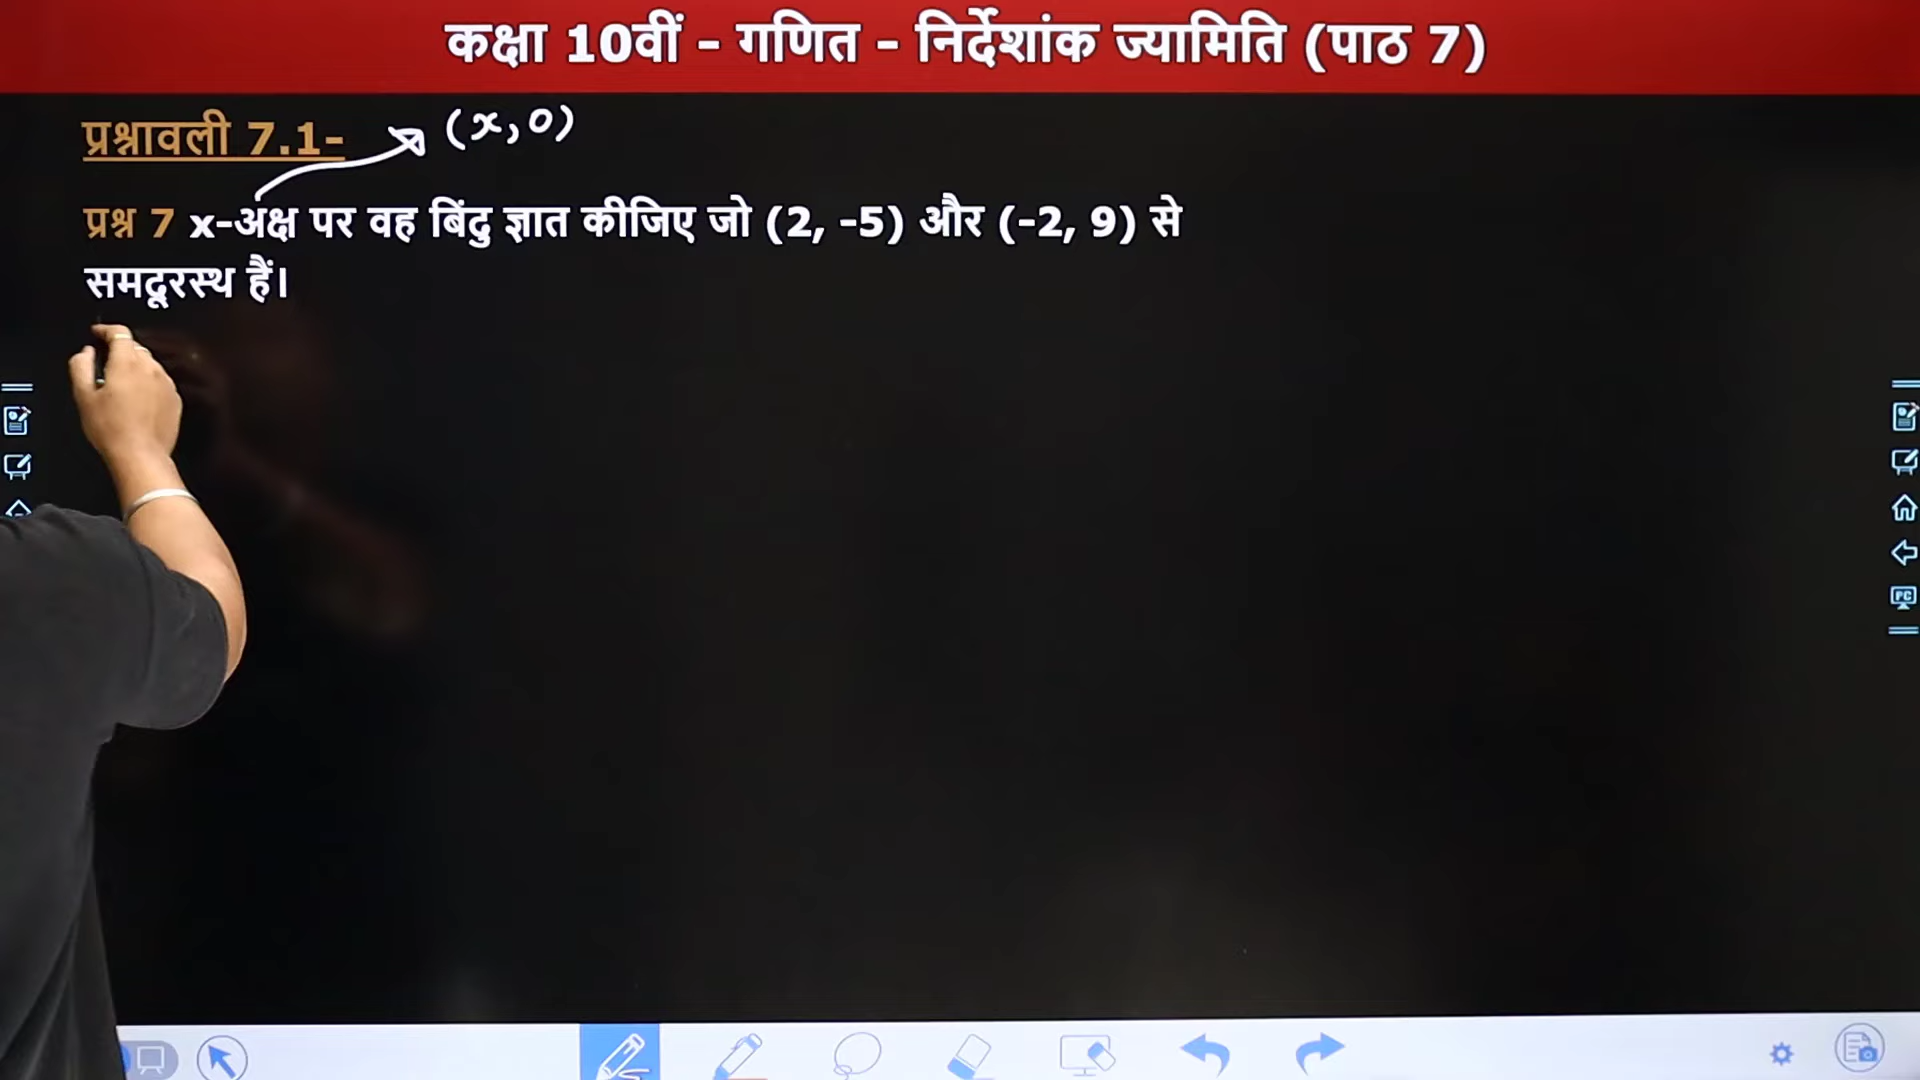 कक्षा 10वीं - गणित - निर्देशांक ज्यामिति (पाठ 7)
प्रश्नावली 7.1- (x,0)
प्रश्न 7 x-अक्ष पर वह बिंदु ज्ञात कीजिए जो (2, -5) और (-2, 9) से
समदूरस्थ हैं।
PC